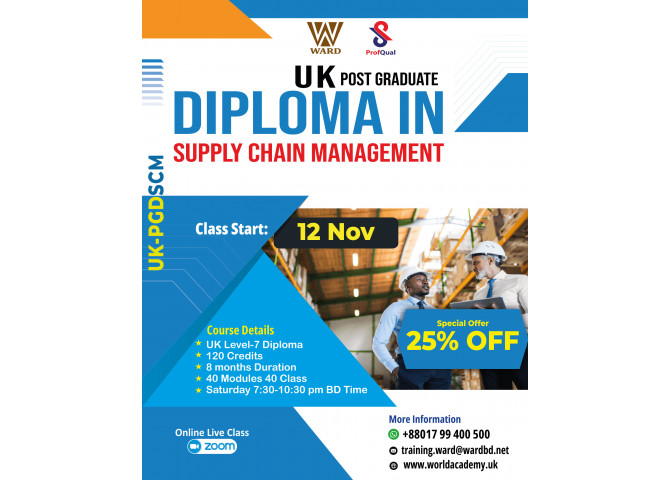 WARD
ProfQual
UK POST GRADUATE
DIPLOMA IN
SUPPLY CHAIN MANAGEMENT
UK-PGDSCM
Class Start:
12 Nov
Special Offer
25% OFF
Course Details
UK Level-7 Diploma
120 Credits
8 months Duration
40 Modules 40 Class
Saturday 7:30-10:30 pm BD Time
Online Live Class
zoom
More Information
+88017 99 400 500
training.ward@wardbd.net
www.worldacademy.uk